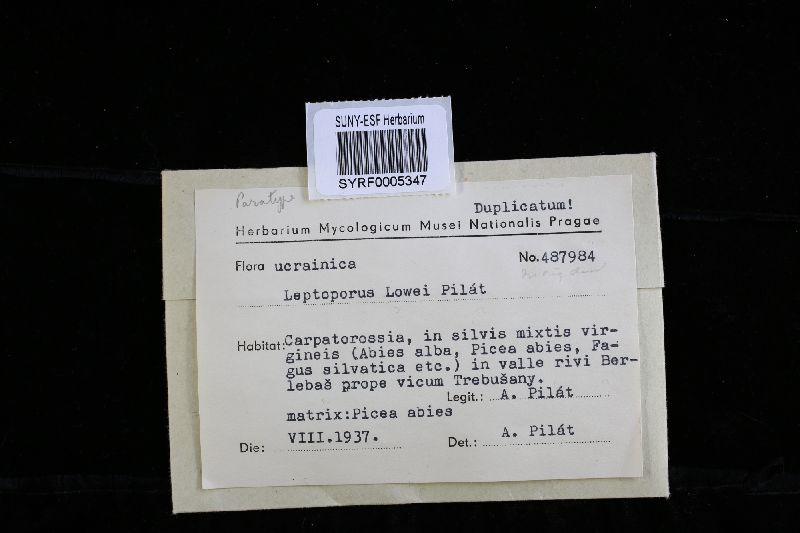 SUNY-ESF Herbarium
SYRF0005347
Paratype
Duplicatum!
Herbarium Mycologicum Musei Nationalis Pragae
Flora ucrainica
No. 487984
Leptoporus Lowei Pilát
Habitat: Carpatorossia, in silvis mixtis vir-
gineis (Abies alba, Picea abies, Fa-
gus silvatica etc.) in valle rivi Ber-
lebaš prope vicum Trebušany.
Legit.: A. Pilát
matrix:Picea abies
Die: VIII.1937.
Det.: A. Pilát